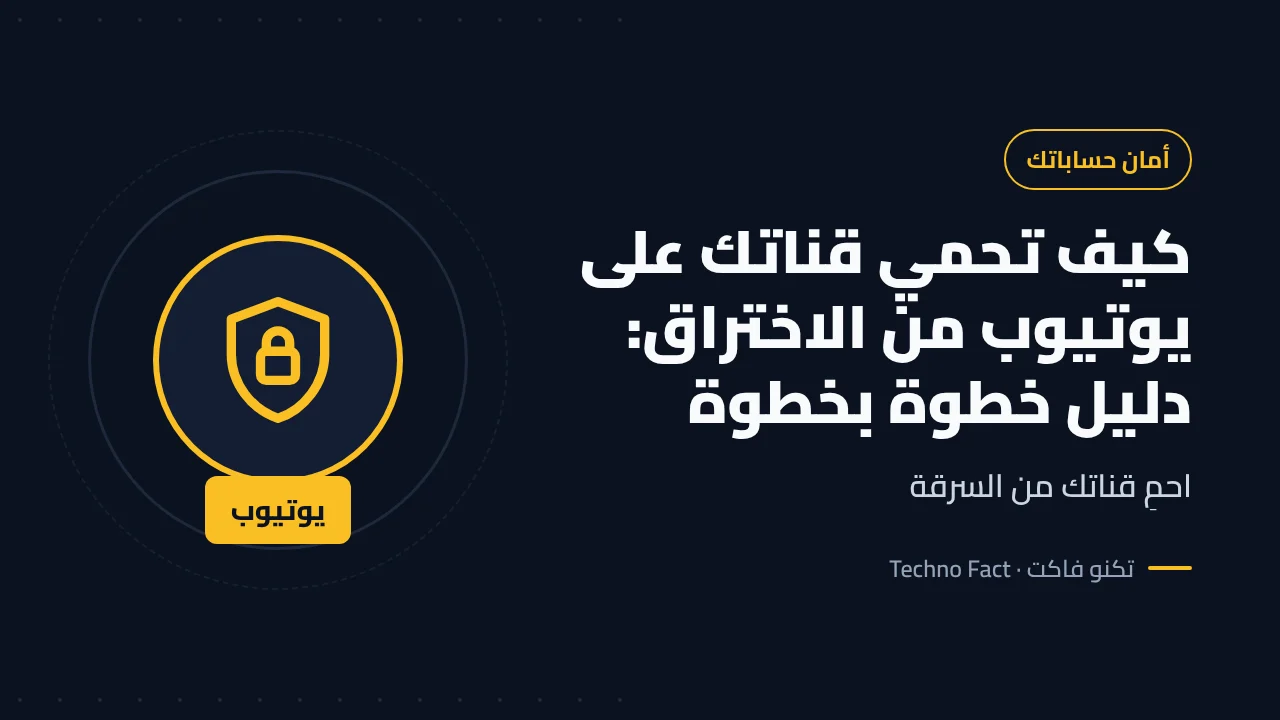 أمان حساباتك
كيف تحمي قناتك على
يوتيوب من الاختراق:
دليل خطوة بخطوة
احمِ قناتك من السرقة
تكنو فاكت · Techno Fact
يوتيوب